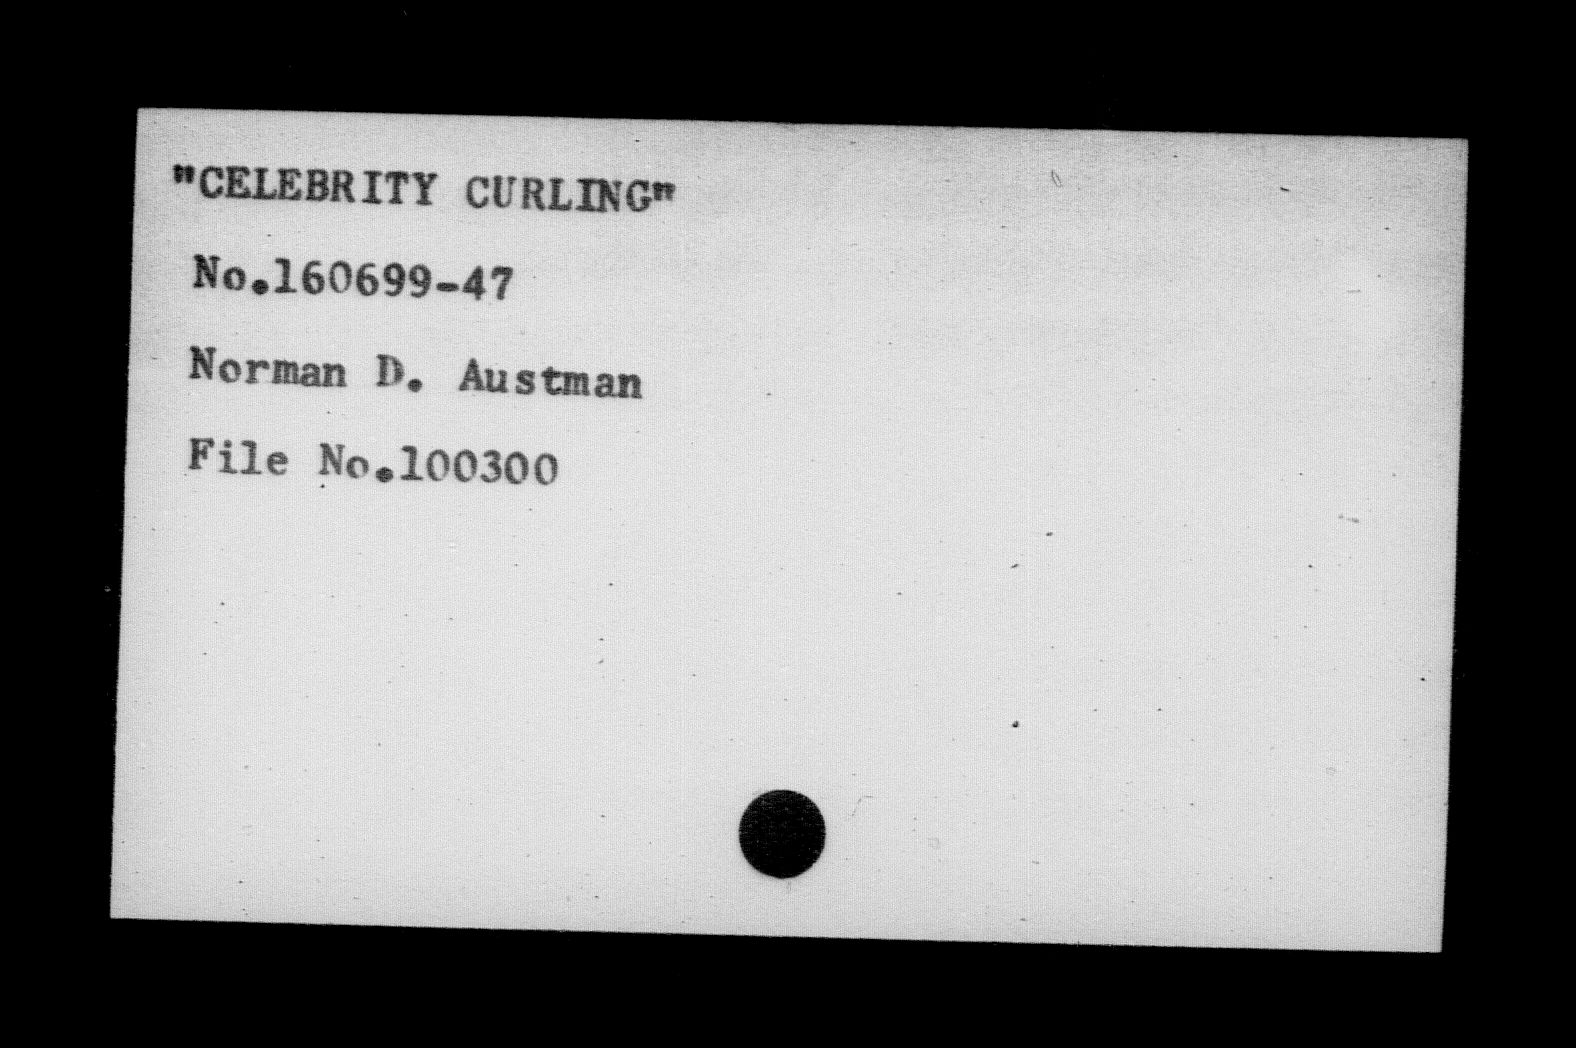 "CELEBRITY CURLING"
No.160699-47
Norman D. Austman
File No.100300